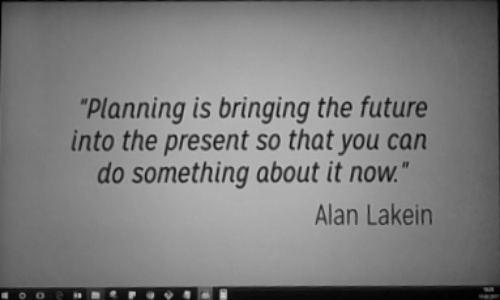 "Planning is bringing the future
into the present so that you can
do something about it now."
Alan Lakein